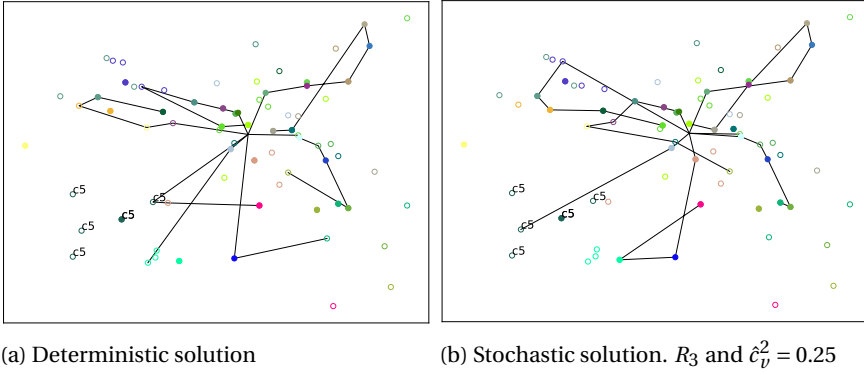 c5
c5
c5
c5
c5
c5
c5
c5
c5
c5
(a) Deterministic solution
(b) Stochastic solution. R₃ and ĉ²ᵥ = 0.25